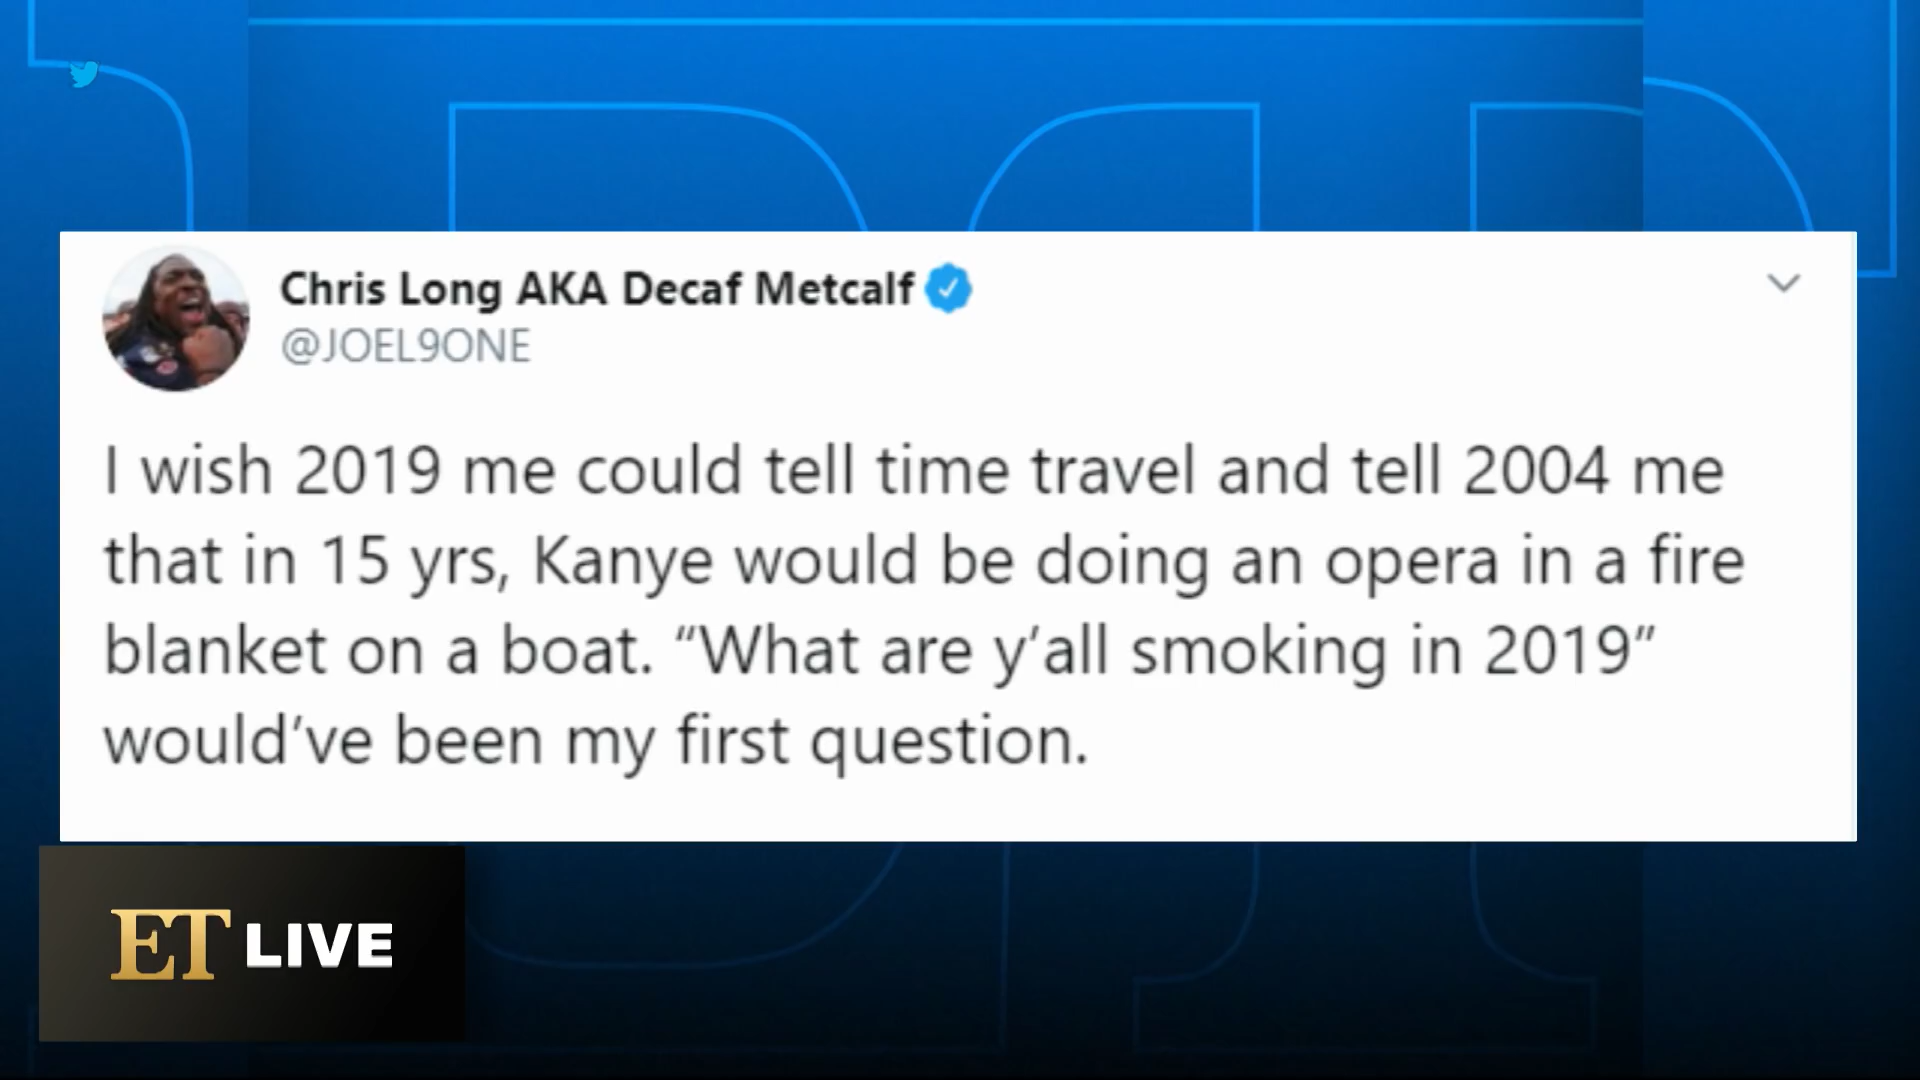 Chris Long AKA Decaf Metcalf
@JOEL9ONE
I wish 2019 me could tell time travel and tell 2004 me
that in 15 yrs, Kanye would be doing an opera in a fire
blanket on a boat. “What are y’all smoking in 2019”
would’ve been my first question.
ET LIVE